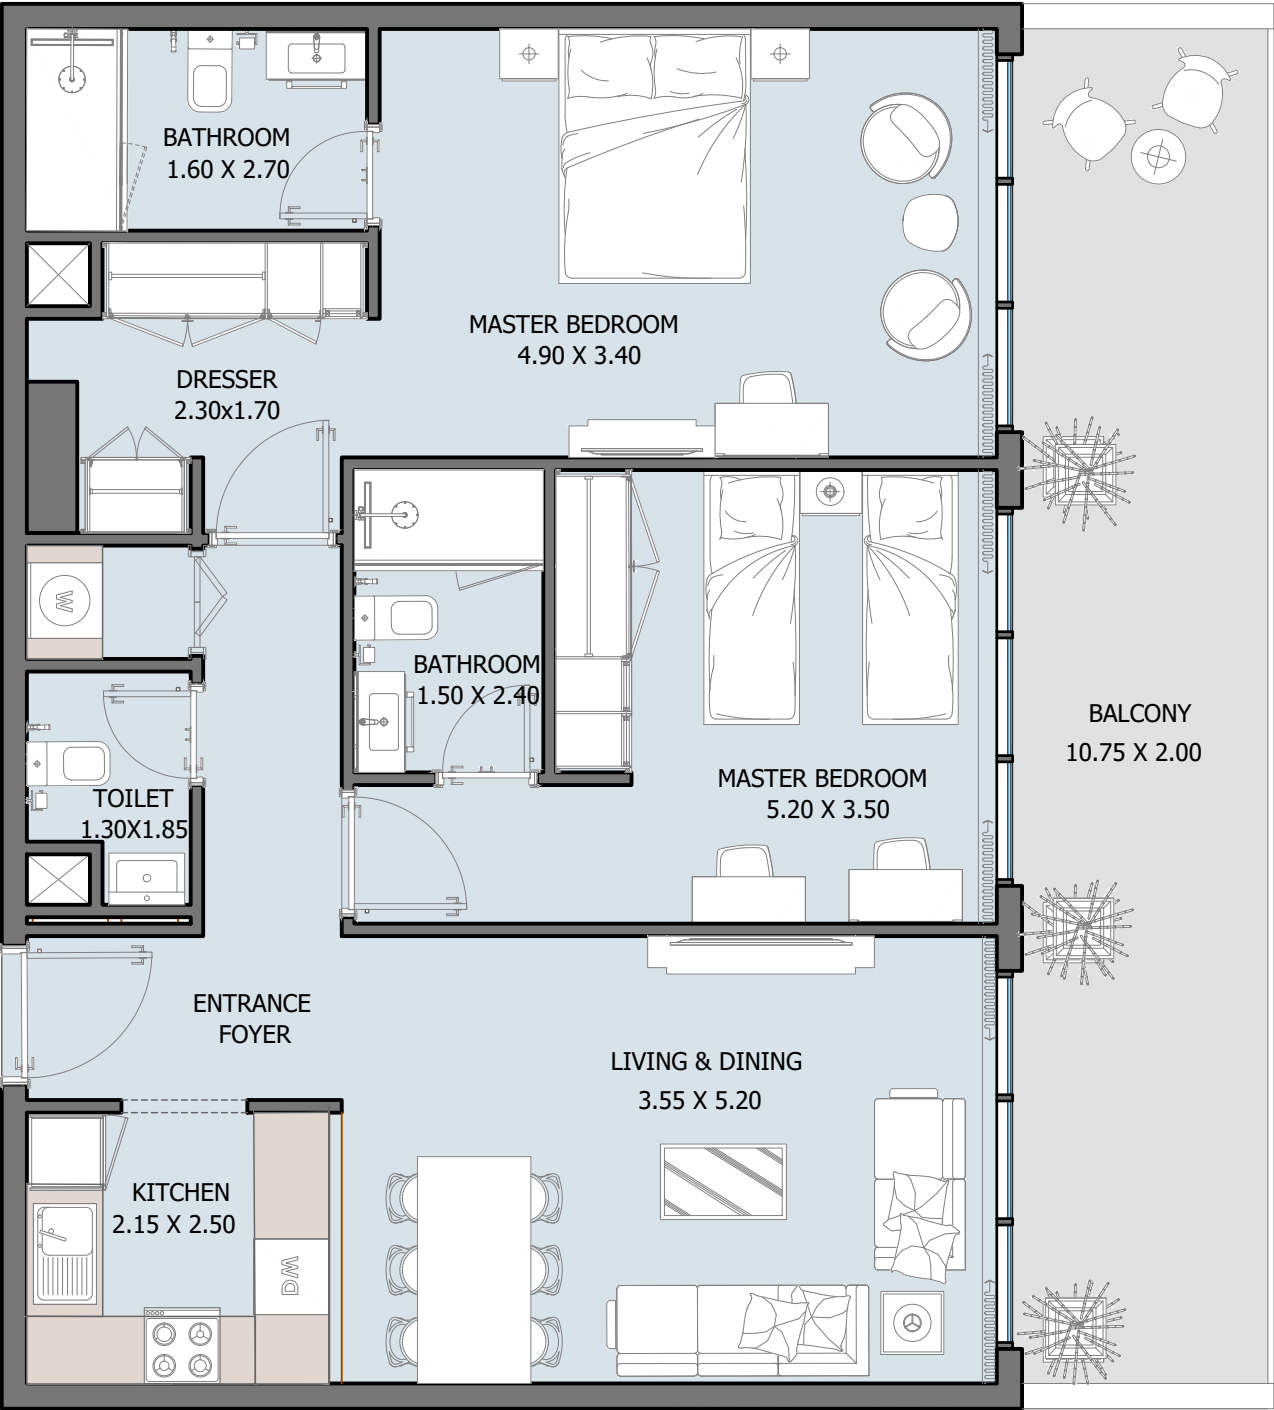 BATHROOM
1.60 X 2.70
MASTER BEDROOM
4.90 X 3.40
DRESSER
2.30x1.70
W
BATHROOM
1.50 X 2.40
BALCONY
10.75 X 2.00
MASTER BEDROOM
5.20 X 3.50
TOILET
1.30X1.85
ENTRANCE
FOYER
LIVING & DINING
3.55 X 5.20
KITCHEN
2.15 X 2.50
DW